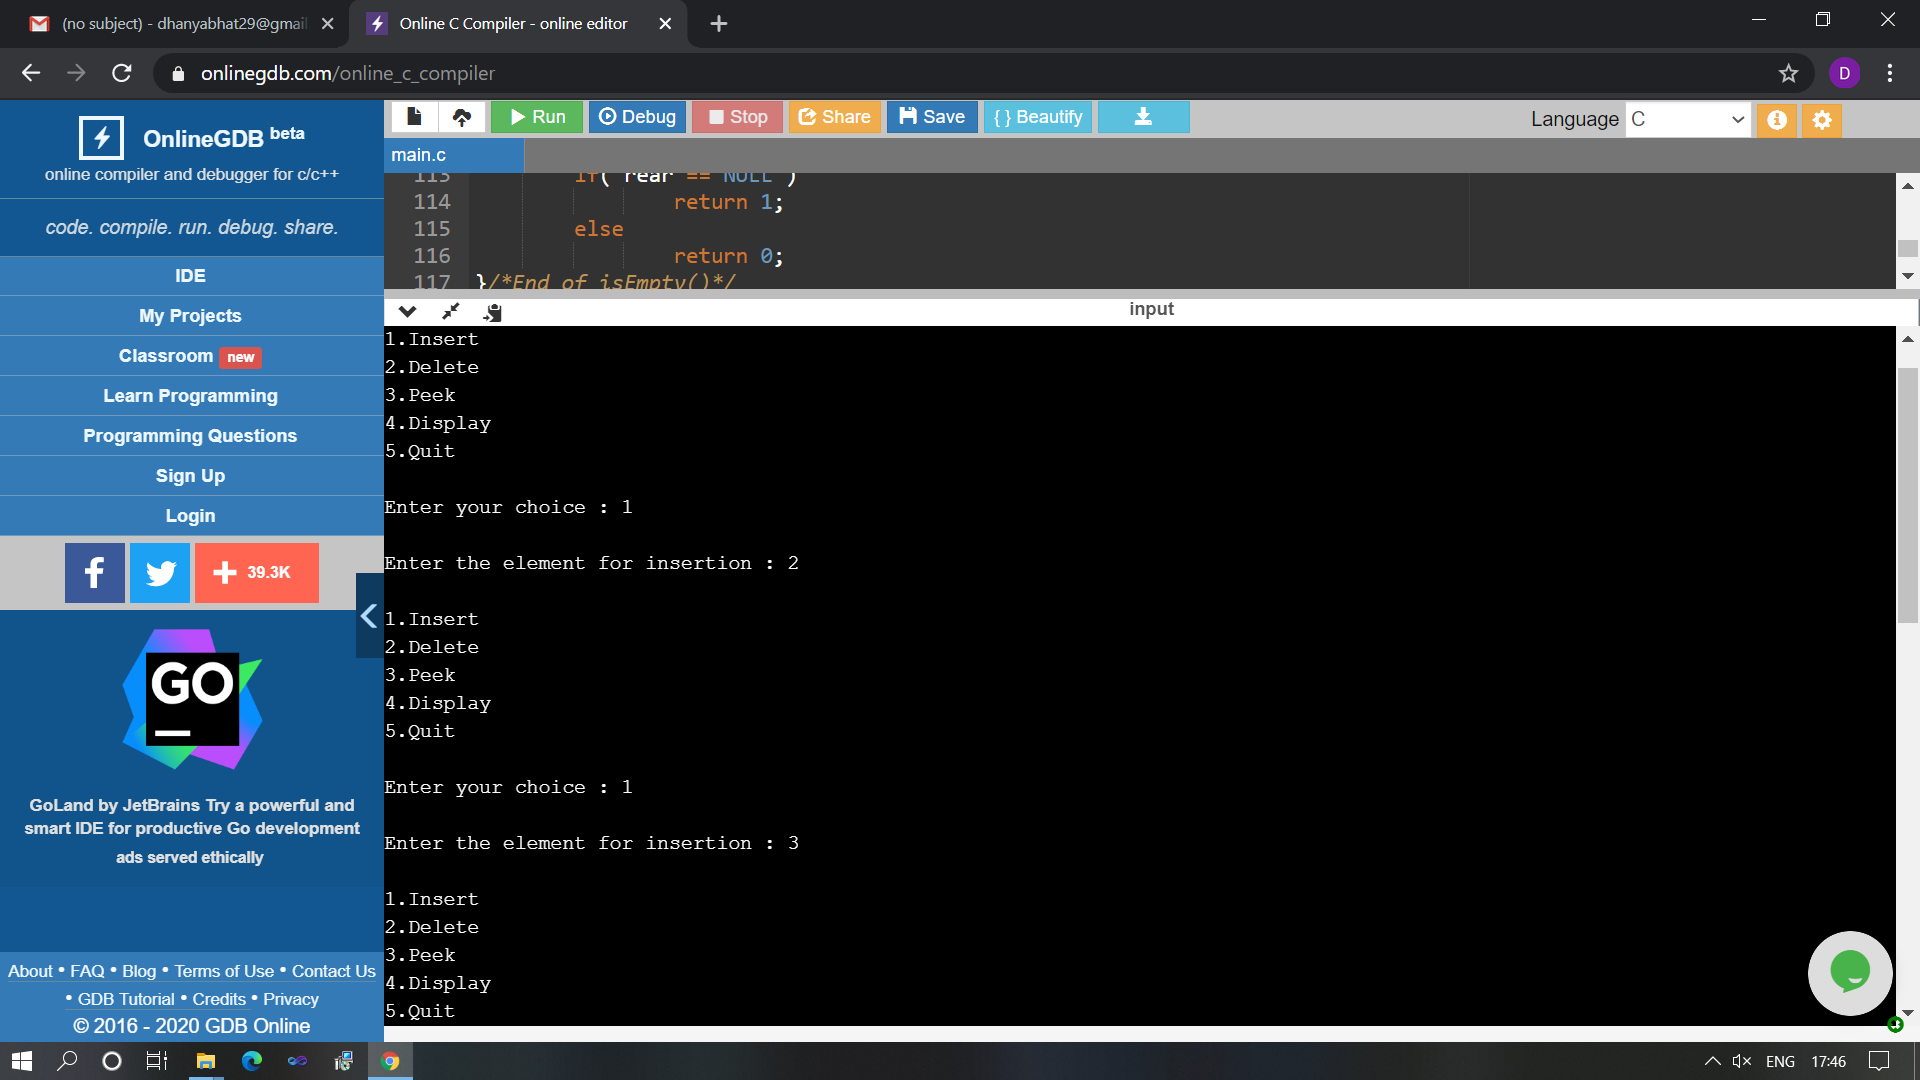 (no subject) - dhanyabhat29@gmai
Online C Compiler - online editor
onlinegdb.com/online_c_compiler
D
OnlineGDB beta
online compiler and debugger for c/c++
code. compile. run. debug. share.
IDE
My Projects
Classroom new
Learn Programming
Programming Questions
Sign Up
Login
39.3K
GO
GoLand by JetBrains Try a powerful and
smart IDE for productive Go development
ads served ethically
About • FAQ • Blog • Terms of Use • Contact Us
• GDB Tutorial • Credits • Privacy
© 2016 - 2020 GDB Online
Run Debug Stop Share Save { } Beautify
Language C
main.c
113 if( rear == NULL )
114 return 1;
115 else
116 return 0;
117 }/*End of isEmpty()*/
input
1.Insert
2.Delete
3.Peek
4.Display
5.Quit
Enter your choice : 1
Enter the element for insertion : 2
1.Insert
2.Delete
3.Peek
4.Display
5.Quit
Enter your choice : 1
Enter the element for insertion : 3
1.Insert
2.Delete
3.Peek
4.Display
5.Quit
ENG 17:46